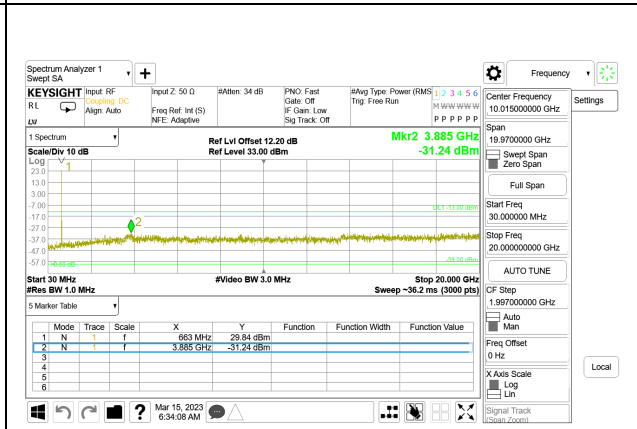 Spectrum Analyzer 1
Swept SA
+
Frequency
KEYSIGHT
RL
LXI
Input: RF
Coupling: DC
Align: Auto
Input Z: 50 Ω
Freq Ref: Int (S)
NFE: Adaptive
#Atten: 34 dB
PNO: Fast
Gate: Off
IF Gain: Low
Sig Track: Off
#Avg Type: Power (RMS
Trig: Free Run
1 2 3 4 5 6
M W W W W W
P P P P P P
1 Spectrum
Scale/Div 10 dB
Log
Ref Lvl Offset 12.20 dB
Ref Level 33.00 dBm
Mkr2 3.885 GHz
-31.24 dBm
1
23.0
13.0
3.00
-7.00
-17.0
-27.0
-37.0
-47.0
-57.0
DL1 -13.00 dBm
2
Start 30 MHz
#Res BW 1.0 MHz
#Video BW 3.0 MHz
Stop 20.000 GHz
Sweep ~36.2 ms (3000 pts)
5 Marker Table
Mode Trace Scale X Y Function Function Width Function Value
1 N 1 f 663 MHz 29.84 dBm
2 N 1 f 3.885 GHz -31.24 dBm
3
4
5
6
? Mar 15, 2023
6:34:08 AM
Center Frequency
10.015000000 GHz
Settings
Span
19.9700000 GHz
Swept Span
Zero Span
Full Span
Start Freq
30.000000 MHz
Stop Freq
20.000000000 GHz
AUTO TUNE
CF Step
1.997000000 GHz
Auto
Man
Freq Offset
0 Hz
X Axis Scale
Log
Lin
Local
Signal Track
(Span Zoom)